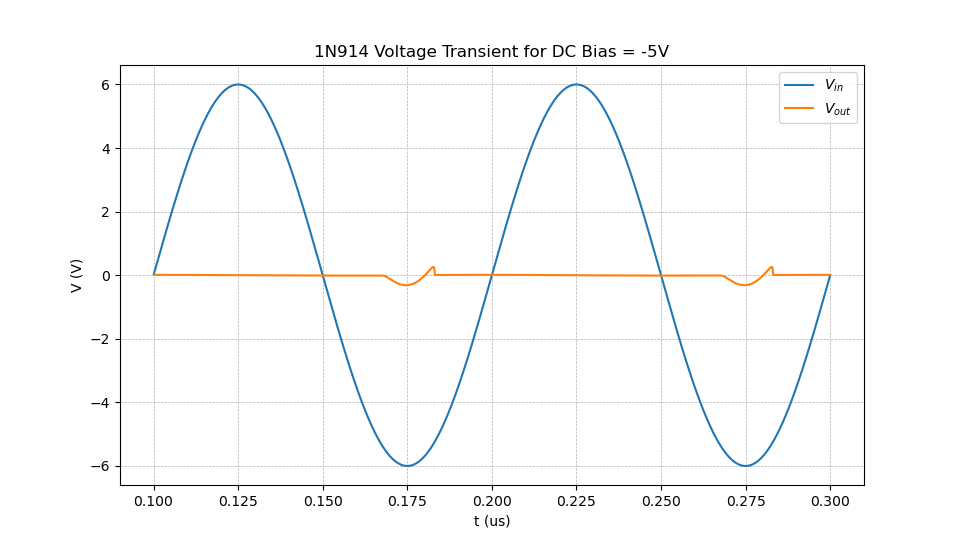 1N914 Voltage Transient for DC Bias = -5V
V_in
V_out
6
4
2
0
−2
−4
−6
V (V)
0.100 0.125 0.150 0.175 0.200 0.225 0.250 0.275 0.300
t (us)